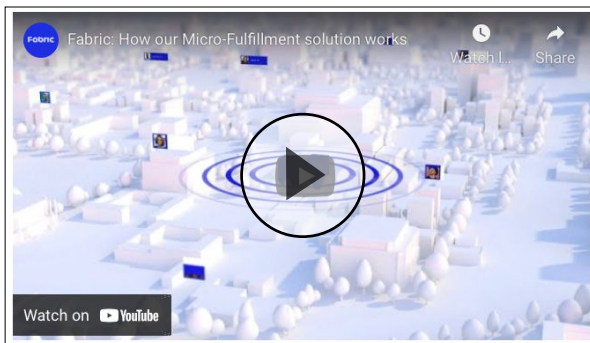 Fabric Fabric: How our Micro-Fulfillment solution works
Watch l...
Share
Watch on YouTube